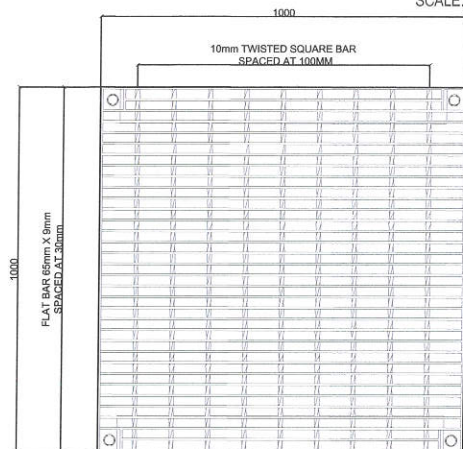 SCALE:
1000
10mm TWISTED SQUARE BAR
SPACED AT 100MM
1000
FLAT BAR 65mm X 9mm
SPACED AT 30mm